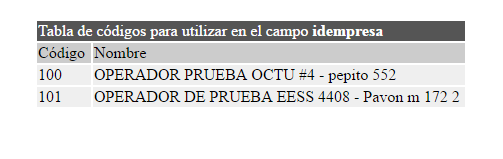 Tabla de códigos para utilizar en el campo idempresa
Código Nombre
100 OPERADOR PRUEBA OCTU #4 - pepito 552
101 OPERADOR DE PRUEBA EESS 4408 - Pavon m 172 2